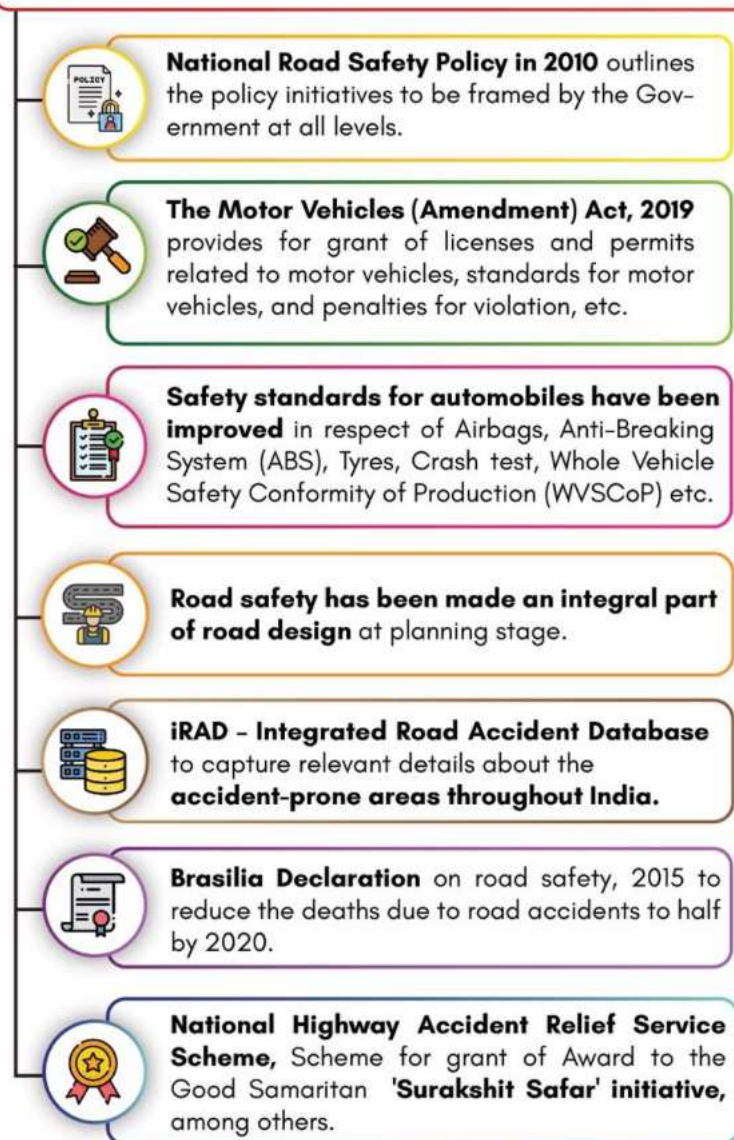 POLICY
National Road Safety Policy in 2010 outlines
the policy initiatives to be framed by the Gov-
ernment at all levels.
The Motor Vehicles (Amendment) Act, 2019
provides for grant of licenses and permits
related to motor vehicles, standards for motor
vehicles, and penalties for violation, etc.
Safety standards for automobiles have been
improved in respect of Airbags, Anti-Breaking
System (ABS), Tyres, Crash test, Whole Vehicle
Safety Conformity of Production (WVSCoP) etc.
Road safety has been made an integral part
of road design at planning stage.
iRAD - Integrated Road Accident Database
to capture relevant details about the
accident-prone areas throughout India.
Brasilia Declaration on road safety, 2015 to
reduce the deaths due to road accidents to half
by 2020.
National Highway Accident Relief Service
Scheme, Scheme for grant of Award to the
Good Samaritan 'Surakshit Safar' initiative,
among others.